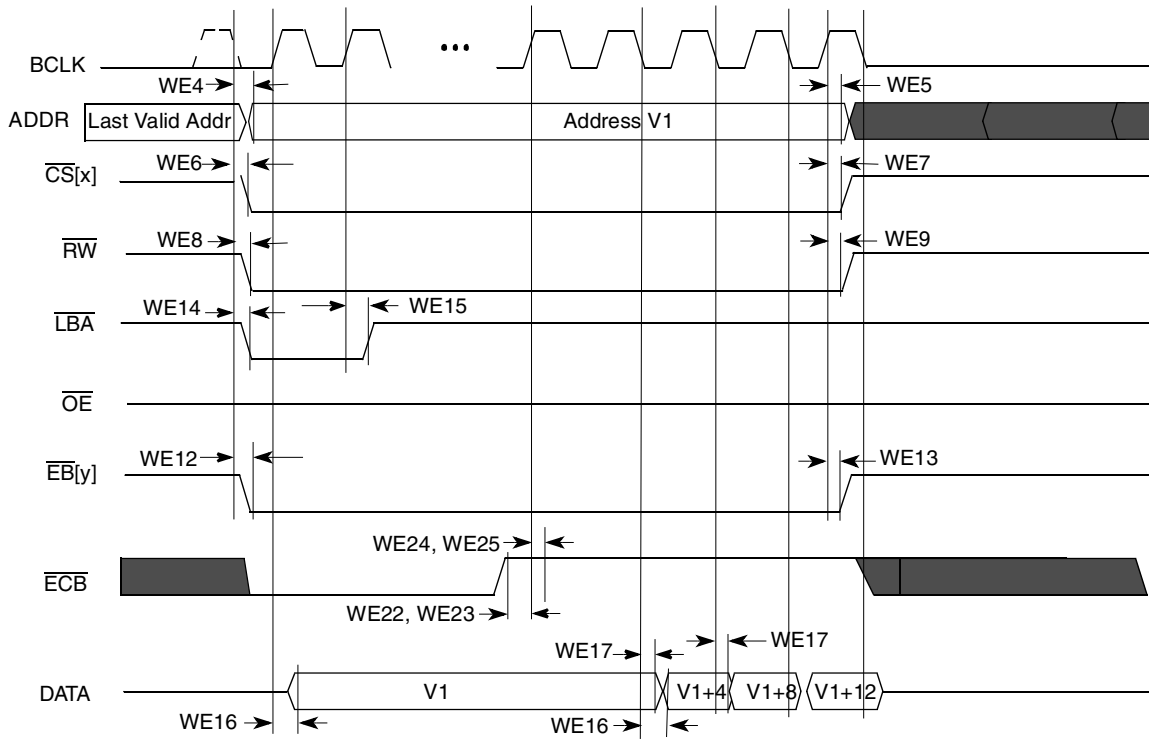 BCLK
•••
WE4
WE5
ADDR
Last Valid Addr
Address V1
WE6
WE7
CS[x]
WE8
WE9
RW
WE14
WE15
LBA
OE
WE12
WE13
EB[y]
WE24, WE25
ECB
WE22, WE23
WE17
WE17
DATA
V1
V1+4
V1+8
V1+12
WE16
WE16